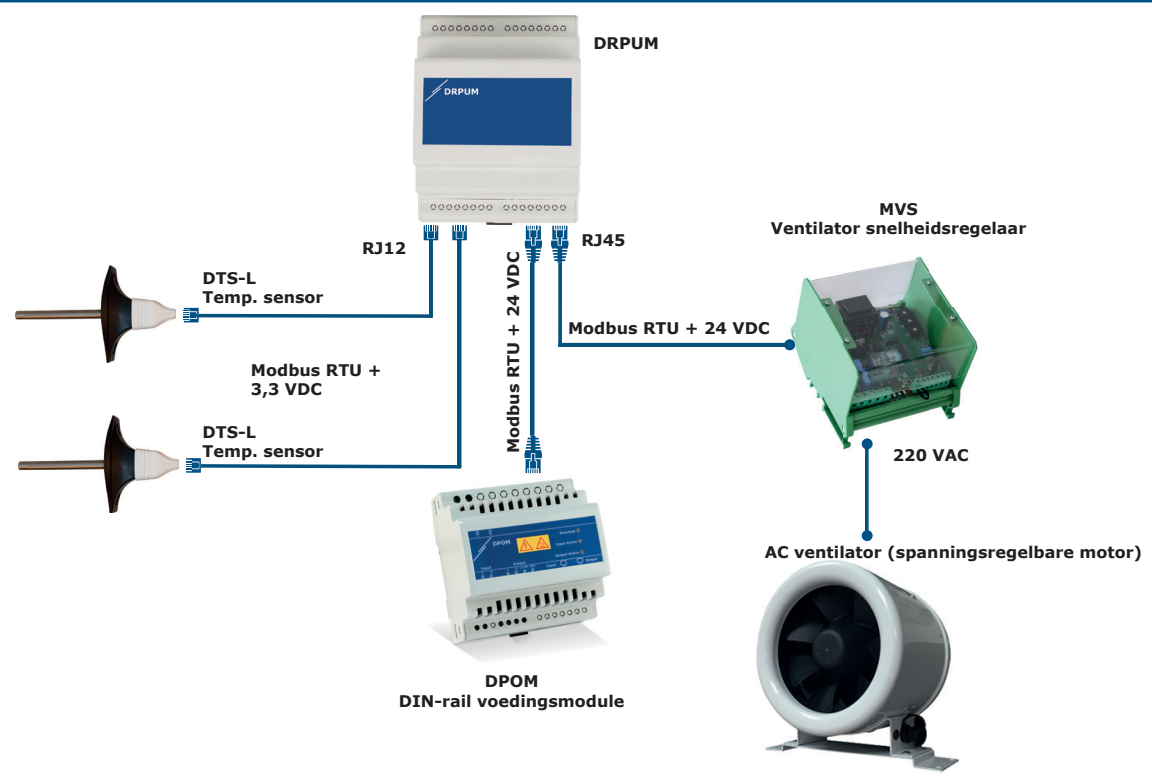 DRPUM
DRPUM
RJ12
RJ45
MVS
Ventilator snelheidsregelaar
DTS-L
Temp. sensor
Modbus RTU + 24 VDC
Modbus RTU + 24 VDC
Modbus RTU +
3,3 VDC
DTS-L
Temp. sensor
220 VAC
DPOM
AC ventilator (spanningsregelbare motor)
DPOM
DIN-rail voedingsmodule